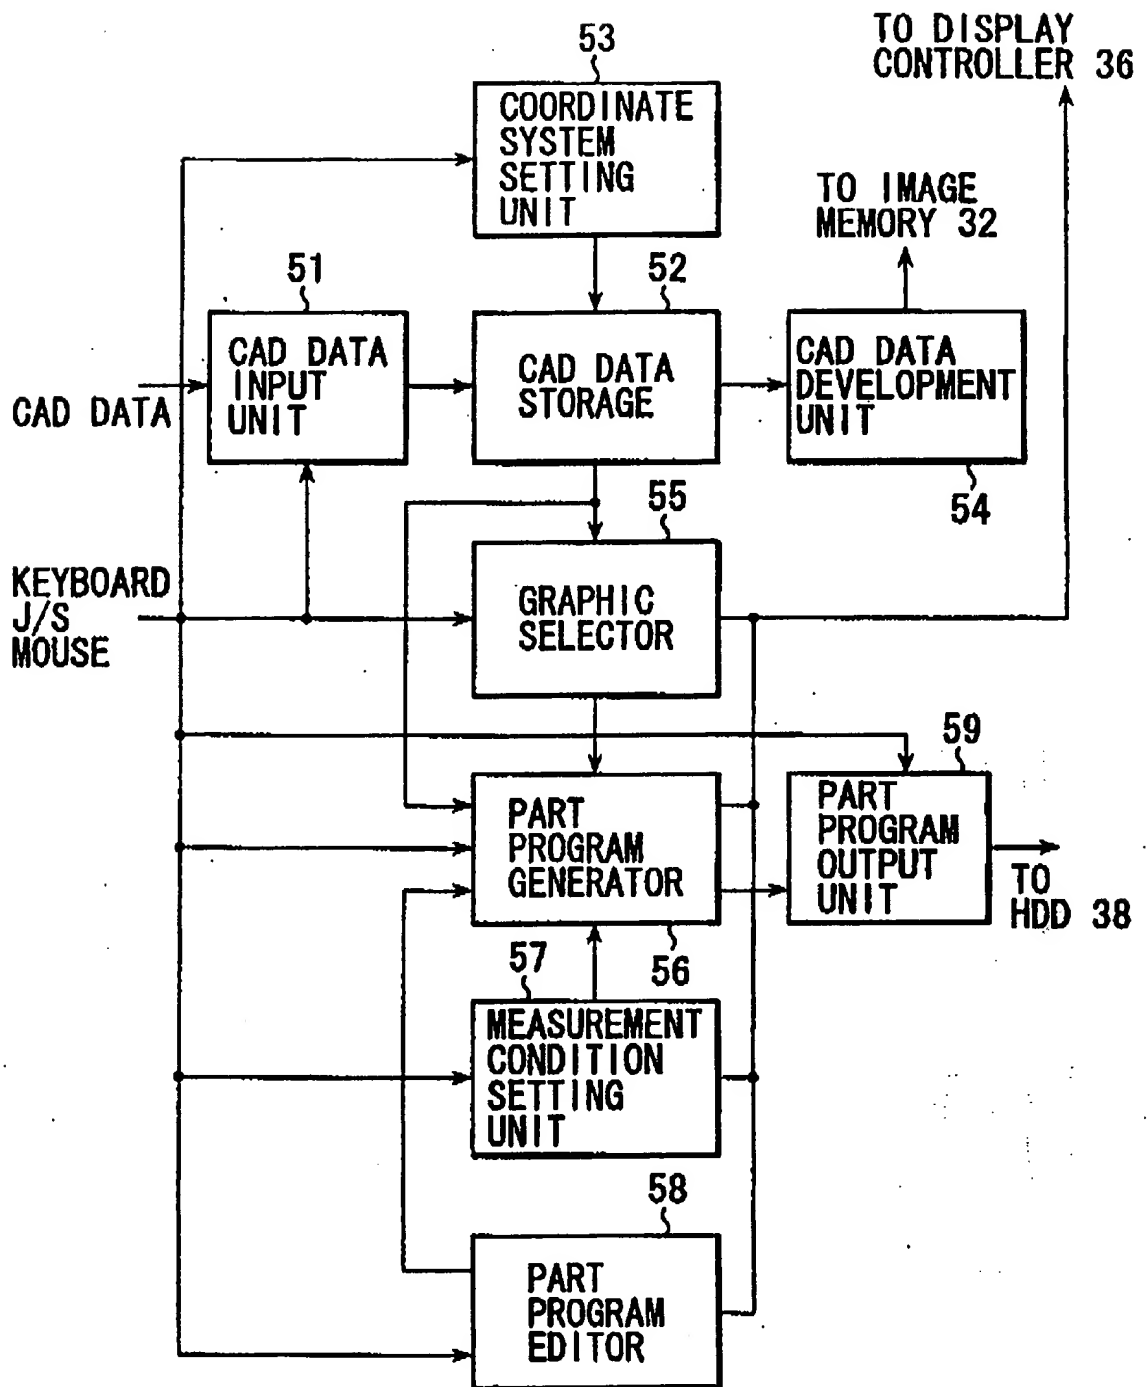 TO DISPLAY
CONTROLLER 36
53
COORDINATE
SYSTEM
SETTING
UNIT
TO IMAGE
MEMORY 32
51
52
CAD DATA
INPUT
UNIT
CAD DATA
STORAGE
CAD DATA
DEVELOPMENT
UNIT
CAD DATA
54
55
KEYBOARD
J/S
MOUSE
GRAPHIC
SELECTOR
59
PART
PROGRAM
GENERATOR
PART
PROGRAM
OUTPUT
UNIT
TO
HDD 38
56
57
MEASUREMENT
CONDITION
SETTING
UNIT
58
PART
PROGRAM
EDITOR